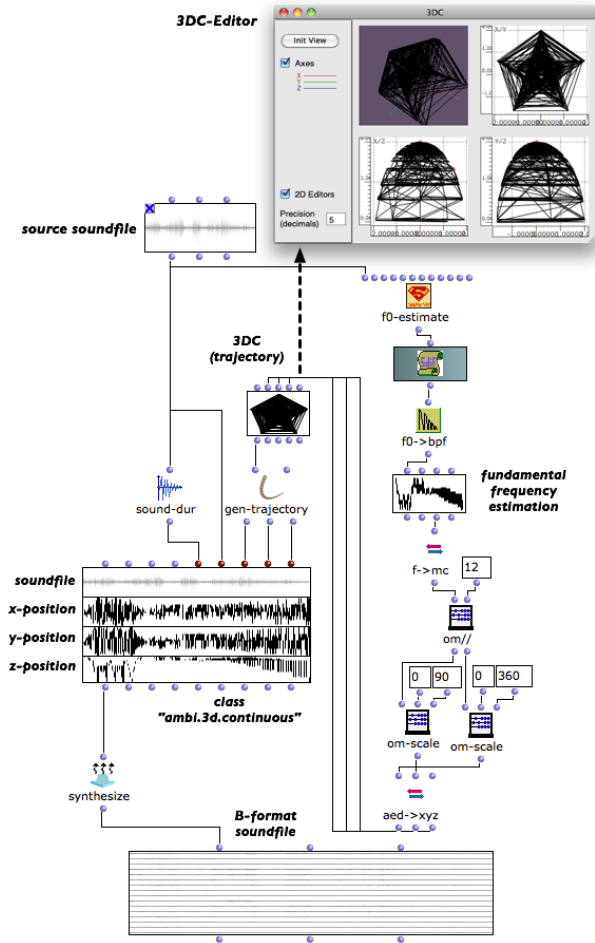 3DC-Editor
3DC
Init View
Axes
X
Y
Z
2D Editors
Precision
(decimals)
5
X/Y
X/Z
Y/Z
source soundfile
f0-estimate
3DC
(trajectory)
Sdif
f0->bpf
fundamental
frequency
estimation
sound-dur
gen-trajectory
f->mc
12
soundfile
x-position
y-position
z-position
om//
class
"ambi.3d.continuous"
0
90
0
360
om-scale
om-scale
synthesize
B-format
soundfile
aed->xyz